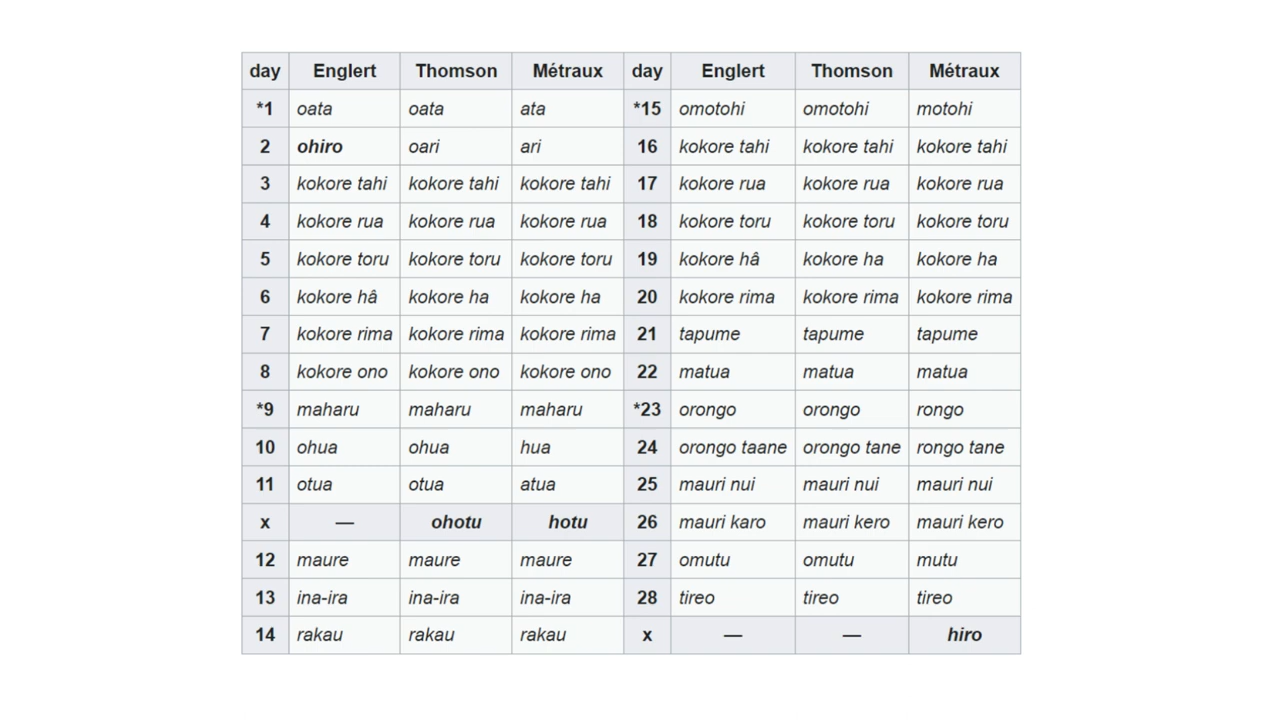 day Englert Thomson Métraux day Englert Thomson Métraux
*1 oata oata ata *15 omotohi omotohi motohi
2 ohiro oari ari 16 kokore tahi kokore tahi kokore tahi
3 kokore tahi kokore tahi kokore tahi 17 kokore rua kokore rua kokore rua
4 kokore rua kokore rua kokore rua 18 kokore toru kokore toru kokore toru
5 kokore toru kokore toru kokore toru 19 kokore hâ kokore ha kokore ha
6 kokore hâ kokore ha kokore ha 20 kokore rima kokore rima kokore rima
7 kokore rima kokore rima kokore rima 21 tapume tapume tapume
8 kokore ono kokore ono kokore ono 22 matua matua matua
*9 maharu maharu maharu *23 orongo orongo rongo
10 ohua ohua hua 24 orongo taane orongo tane rongo tane
11 otua otua atua 25 mauri nui mauri nui mauri nui
x — ohotu hotu 26 mauri karo mauri kero mauri kero
12 maure maure maure 27 omutu omutu mutu
13 ina-ira ina-ira ina-ira 28 tireo tireo tireo
14 rakau rakau rakau x — — hiro